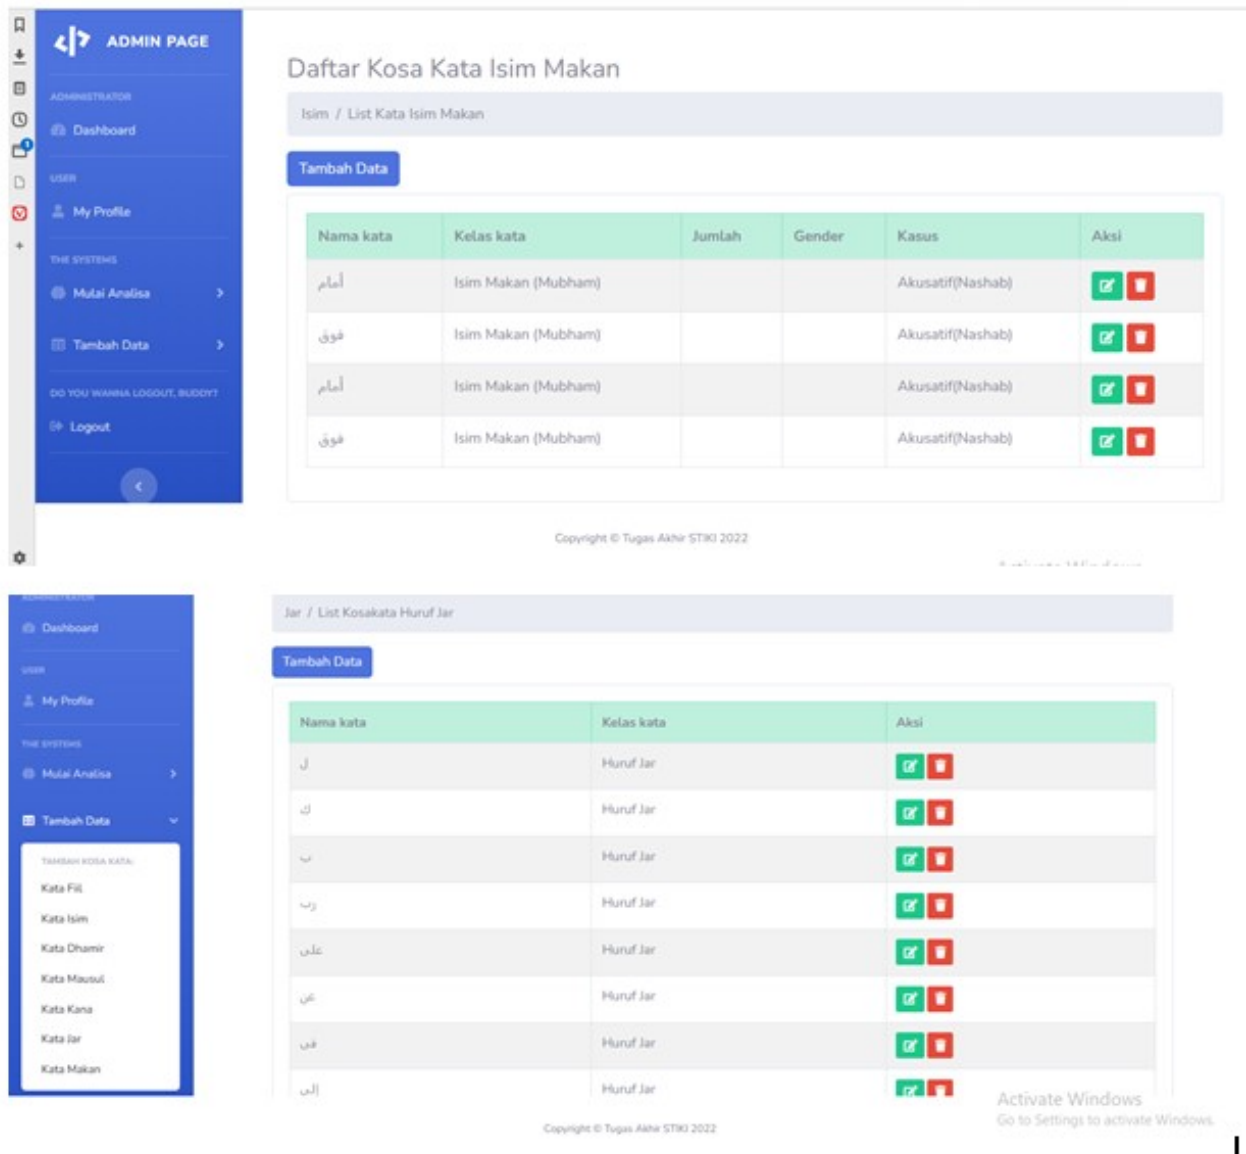 ADMIN PAGE
Daftar Kosa Kata Isim Makan
ADMINISTRATOR
Isim / List Kata Isim Makan
Dashboard
Tambah Data
USER
My Profile
Nama kata Kelas kata Jumlah Gender Kasus Aksi
THE SYSTEMS
أمام Isim Makan (Mubham) Akusatif(Nashab)
Mulai Analisa
فوق Isim Makan (Mubham) Akusatif(Nashab)
Tambah Data
أمام Isim Makan (Mubham) Akusatif(Nashab)
DO YOU WANNA LOGOUT, BUDDY?
Logout
فوق Isim Makan (Mubham) Akusatif(Nashab)
Copyright © Tugas Akhir STIKI 2022
ADMINISTRATOR
Jar / List Kosakata Huruf Jar
Dashboard
Tambah Data
USER
My Profile
Nama kata Kelas kata Aksi
THE SYSTEMS
ل Huruf Jar
Mulai Analisa
ك Huruf Jar
Tambah Data
ب Huruf Jar
TAMBAH KOSA KATA:
Kata Fiil
رب Huruf Jar
Kata Isim
على Huruf Jar
Kata Dhamir
Kata Mausul
عن Huruf Jar
Kata Kana
Kata Jar
فى Huruf Jar
Kata Makan
إلى Huruf Jar
Activate Windows
Go to Settings to activate Windows.
Copyright © Tugas Akhir STIKI 2022